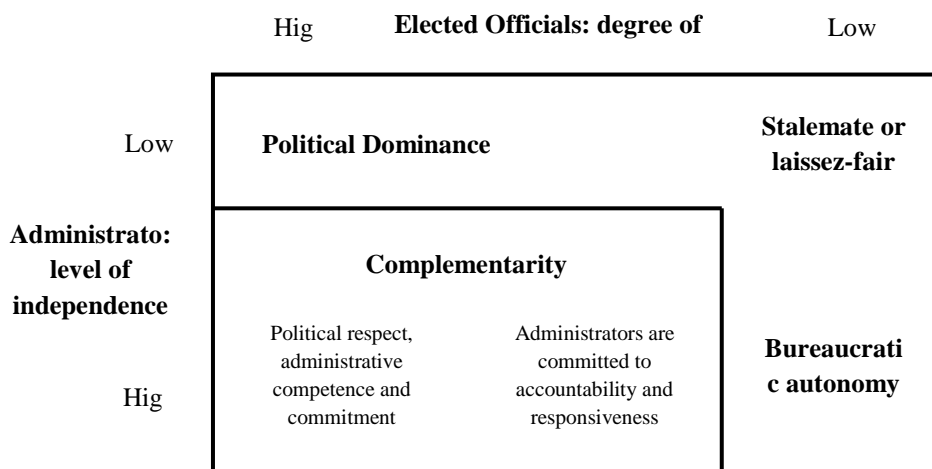 Hig
Elected Officials: degree of
Low
Low
Political Dominance
Stalemate or
laissez-fair
Administrato:
level of
independence
Complementarity
Political respect,
administrative
competence and
commitment
Administrators are
committed to
accountability and
responsiveness
Bureaucrati
c autonomy
Hig